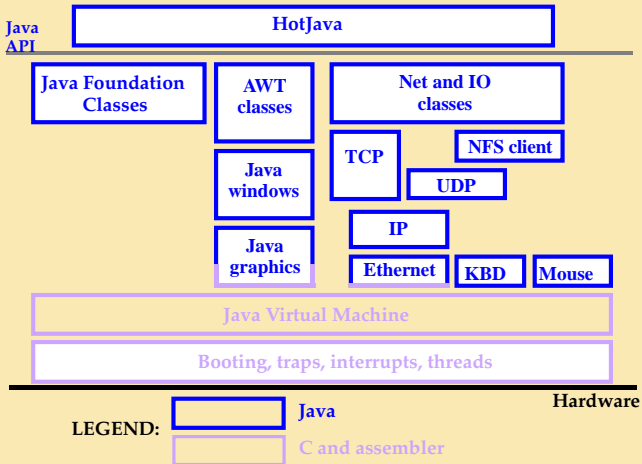 Java
API
HotJava
Java Foundation
Classes
AWT
classes
Net and IO
classes
TCP
NFS client
Java
windows
UDP
IP
Java
graphics
Ethernet
KBD
Mouse
Java Virtual Machine
Booting, traps, interrupts, threads
Hardware
LEGEND:
Java
C and assembler